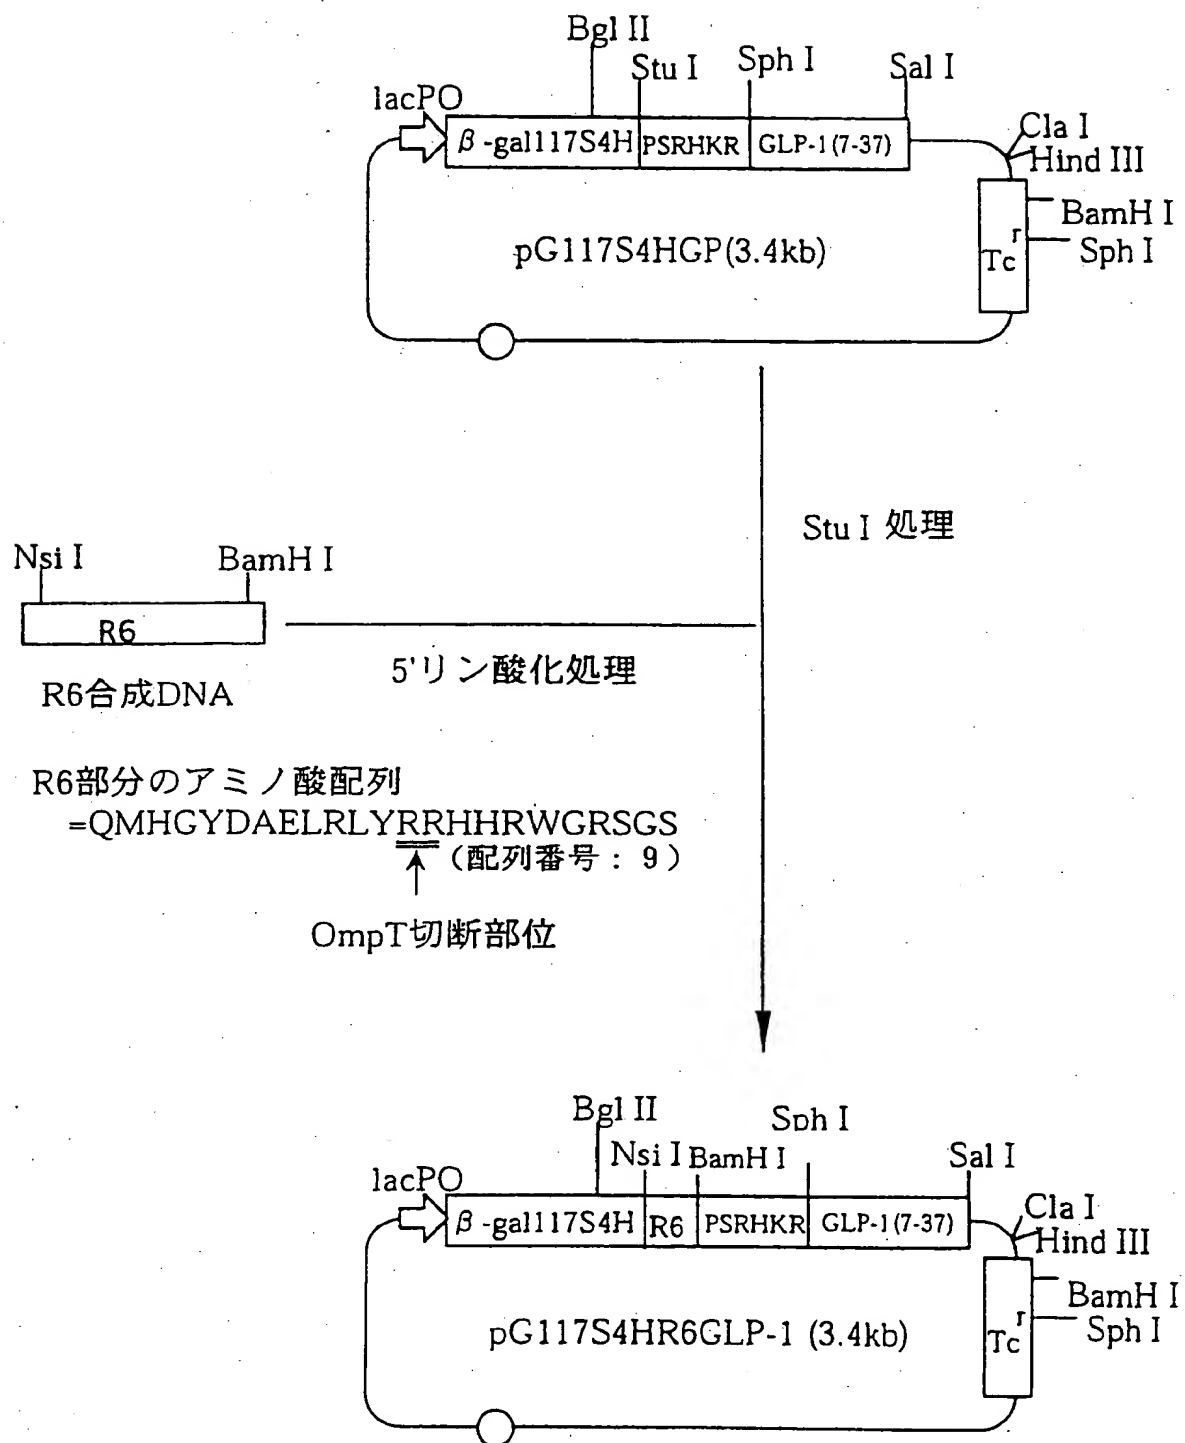 Bgl II
Stu I
Sph I
Sal I
lacPO
β-gal117S4H
PSRHKR
GLP-1(7-37)
Cla I
Hind III
BamH I
Sph I
Tc r
pG117S4HGP(3.4kb)
Stu I 処理
Nsi I
BamH I
R6
5'リン酸化処理
R6合成DNA
R6部分のアミノ酸配列
=QMHGYDAELRLYRRHHRWGRSGS
(配列番号:9)
OmpT切断部位
Bgl II
Sph I
Nsi I
BamH I
Sal I
lacPO
β-gal117S4H
R6
PSRHKR
GLP-1(7-37)
Cla I
Hind III
BamH I
Sph I
Tc r
pG117S4HR6GLP-1 (3.4kb)